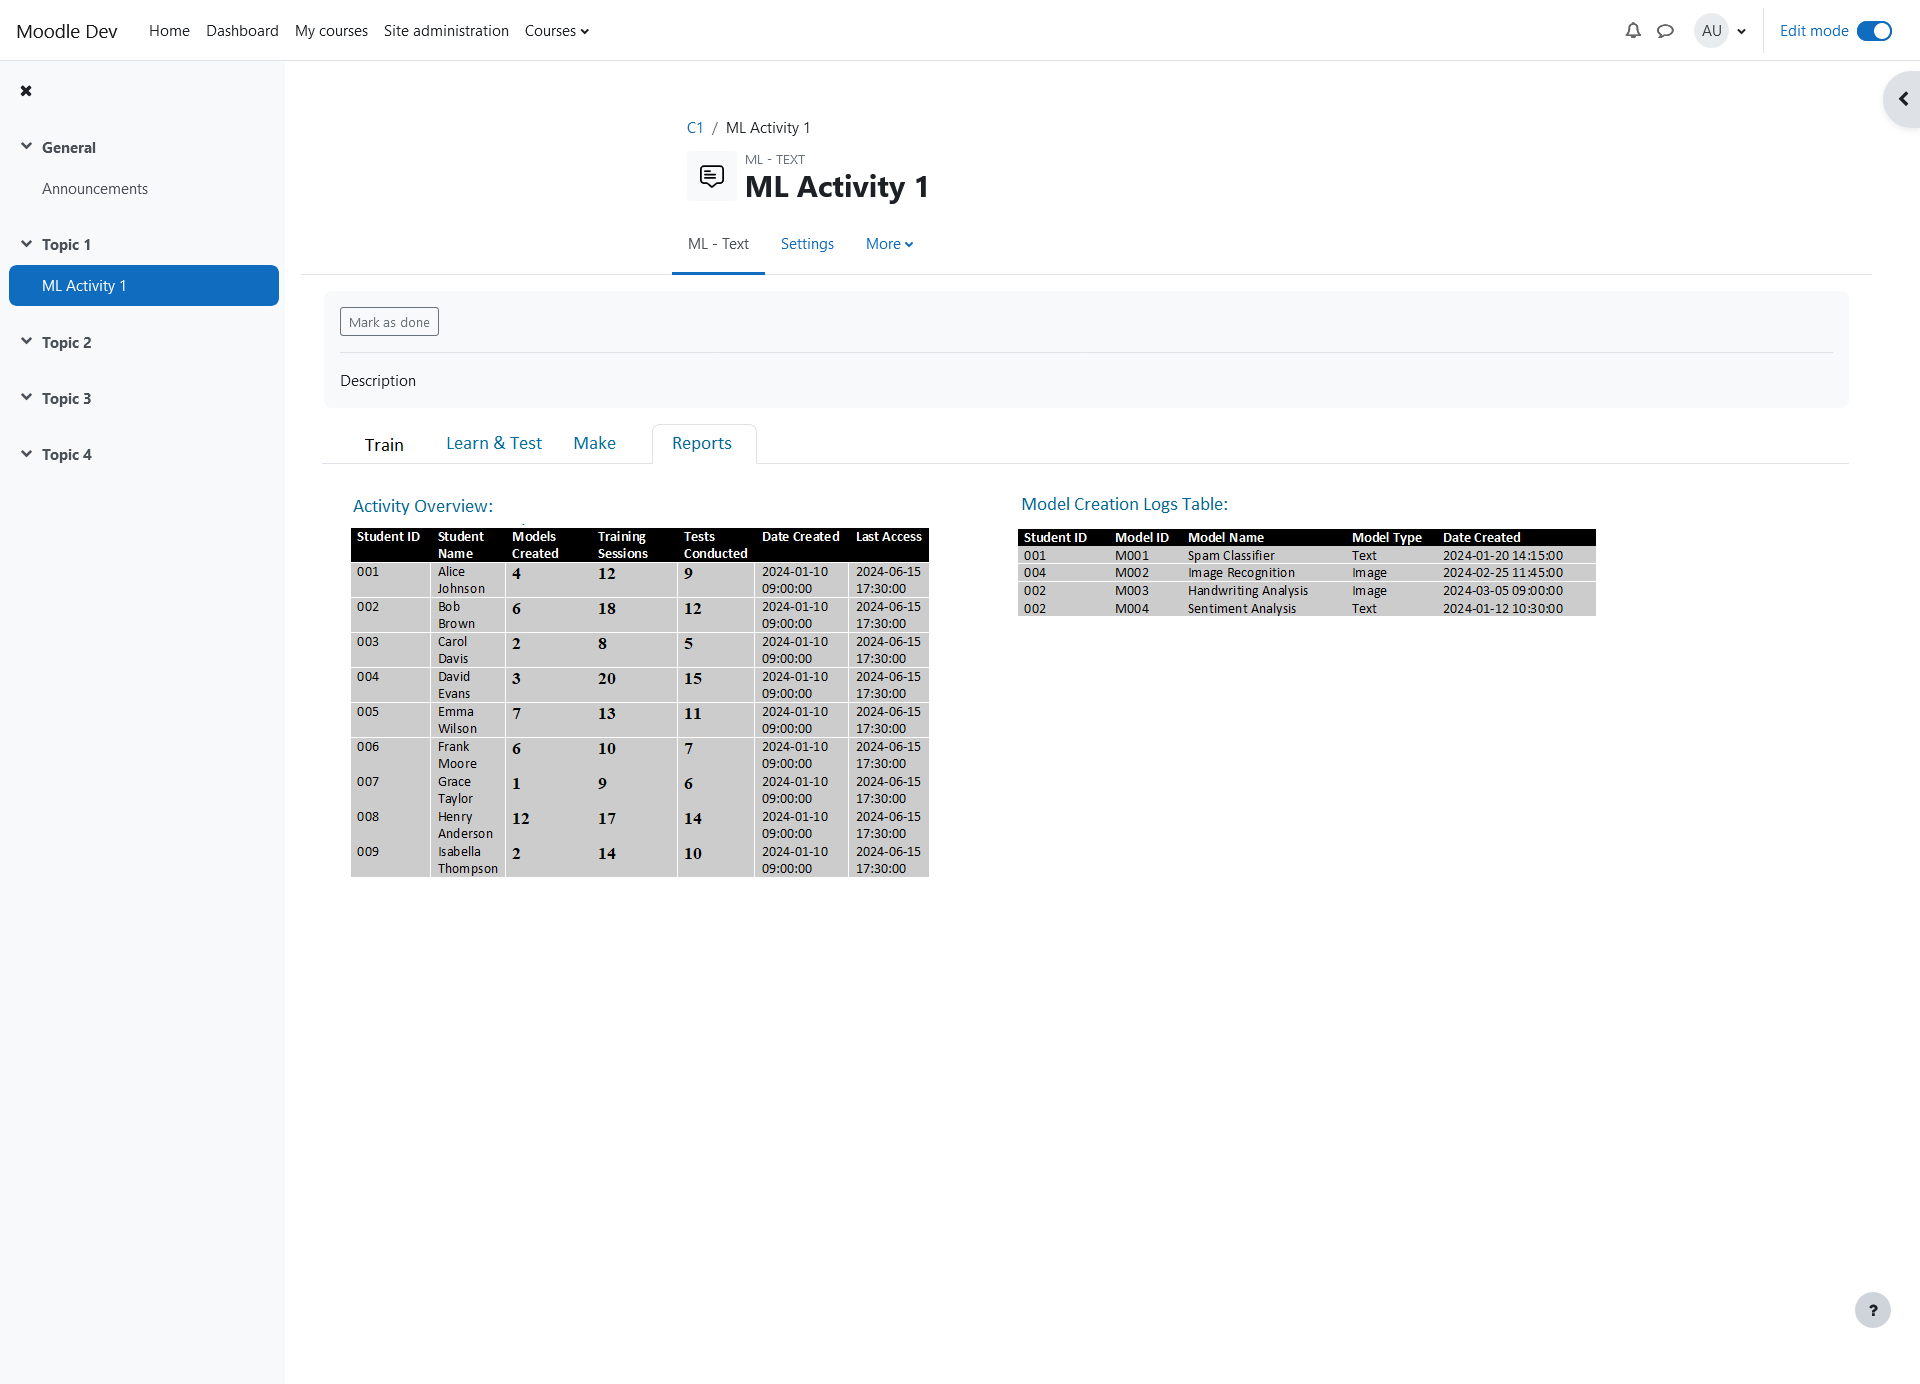 Moodle Dev
Home Dashboard My courses Site administration Courses
AU
Edit mode
General
Announcements
Topic 1
ML Activity 1
Topic 2
Topic 3
Topic 4
C1 / ML Activity 1
ML - TEXT
ML Activity 1
ML - Text Settings More
Mark as done
Description
Train Learn & Test Make Reports
Activity Overview:
Student ID Student Name Models Created Training Sessions Tests Conducted Date Created Last Access
001 Alice Johnson 4 12 9 2024-01-10 09:00:00 2024-06-15 17:30:00
002 Bob Brown 6 18 12 2024-01-10 09:00:00 2024-06-15 17:30:00
003 Carol Davis 2 8 5 2024-01-10 09:00:00 2024-06-15 17:30:00
004 David Evans 3 20 15 2024-01-10 09:00:00 2024-06-15 17:30:00
005 Emma Wilson 7 13 11 2024-01-10 09:00:00 2024-06-15 17:30:00
006 Frank Moore 6 10 7 2024-01-10 09:00:00 2024-06-15 17:30:00
007 Grace Taylor 1 9 6 2024-01-10 09:00:00 2024-06-15 17:30:00
008 Henry Anderson 12 17 14 2024-01-10 09:00:00 2024-06-15 17:30:00
009 Isabella Thompson 2 14 10 2024-01-10 09:00:00 2024-06-15 17:30:00
Model Creation Logs Table:
Student ID Model ID Model Name Model Type Date Created
001 M001 Spam Classifier Text 2024-01-20 14:15:00
004 M002 Image Recognition Image 2024-02-25 11:45:00
002 M003 Handwriting Analysis Image 2024-03-05 09:00:00
002 M004 Sentiment Analysis Text 2024-01-12 10:30:00
?